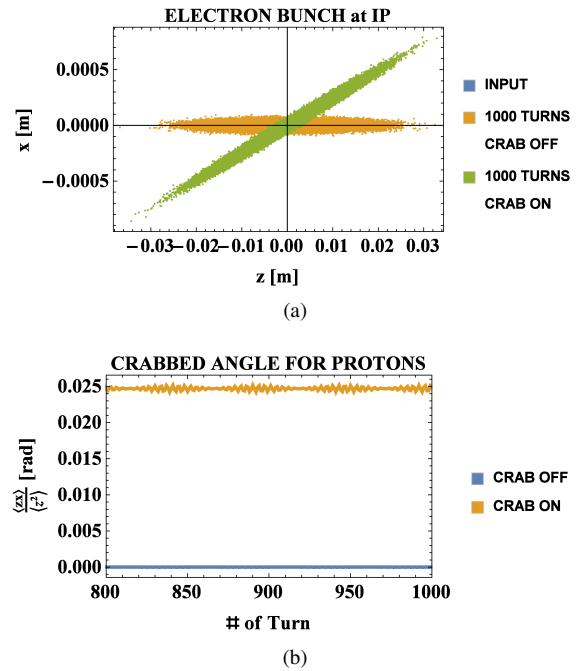 ELECTRON BUNCH at IP
0.0005
0.0000
−0.0005
x [m]
−0.03 −0.02 −0.01 0.00 0.01 0.02 0.03
z [m]
INPUT
1000 TURNS
CRAB OFF
1000 TURNS
CRAB ON
(a)
CRABBED ANGLE FOR PROTONS
0.025
0.020
0.015
0.010
0.005
0.000
⟨zx⟩/⟨z²⟩ [rad]
800 850 900 950 1000
# of Turn
CRAB OFF
CRAB ON
(b)